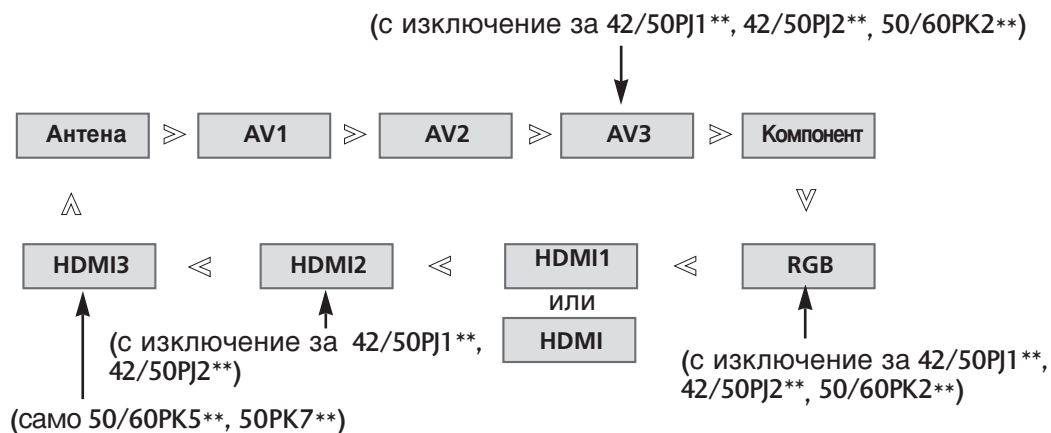 (с изключение за 42/50PJ1**, 42/50PJ2**, 50/60PK2**)
Антена
AV1
AV2
AV3
Компонент
HDMI3
HDMI2
HDMI1
или
HDMI
RGB
(с изключение за 42/50PJ1**,
42/50PJ2**)
(с изключение за 42/50PJ1**,
42/50PJ2**, 50/60PK2**)
(само 50/60PK5**, 50PK7**)